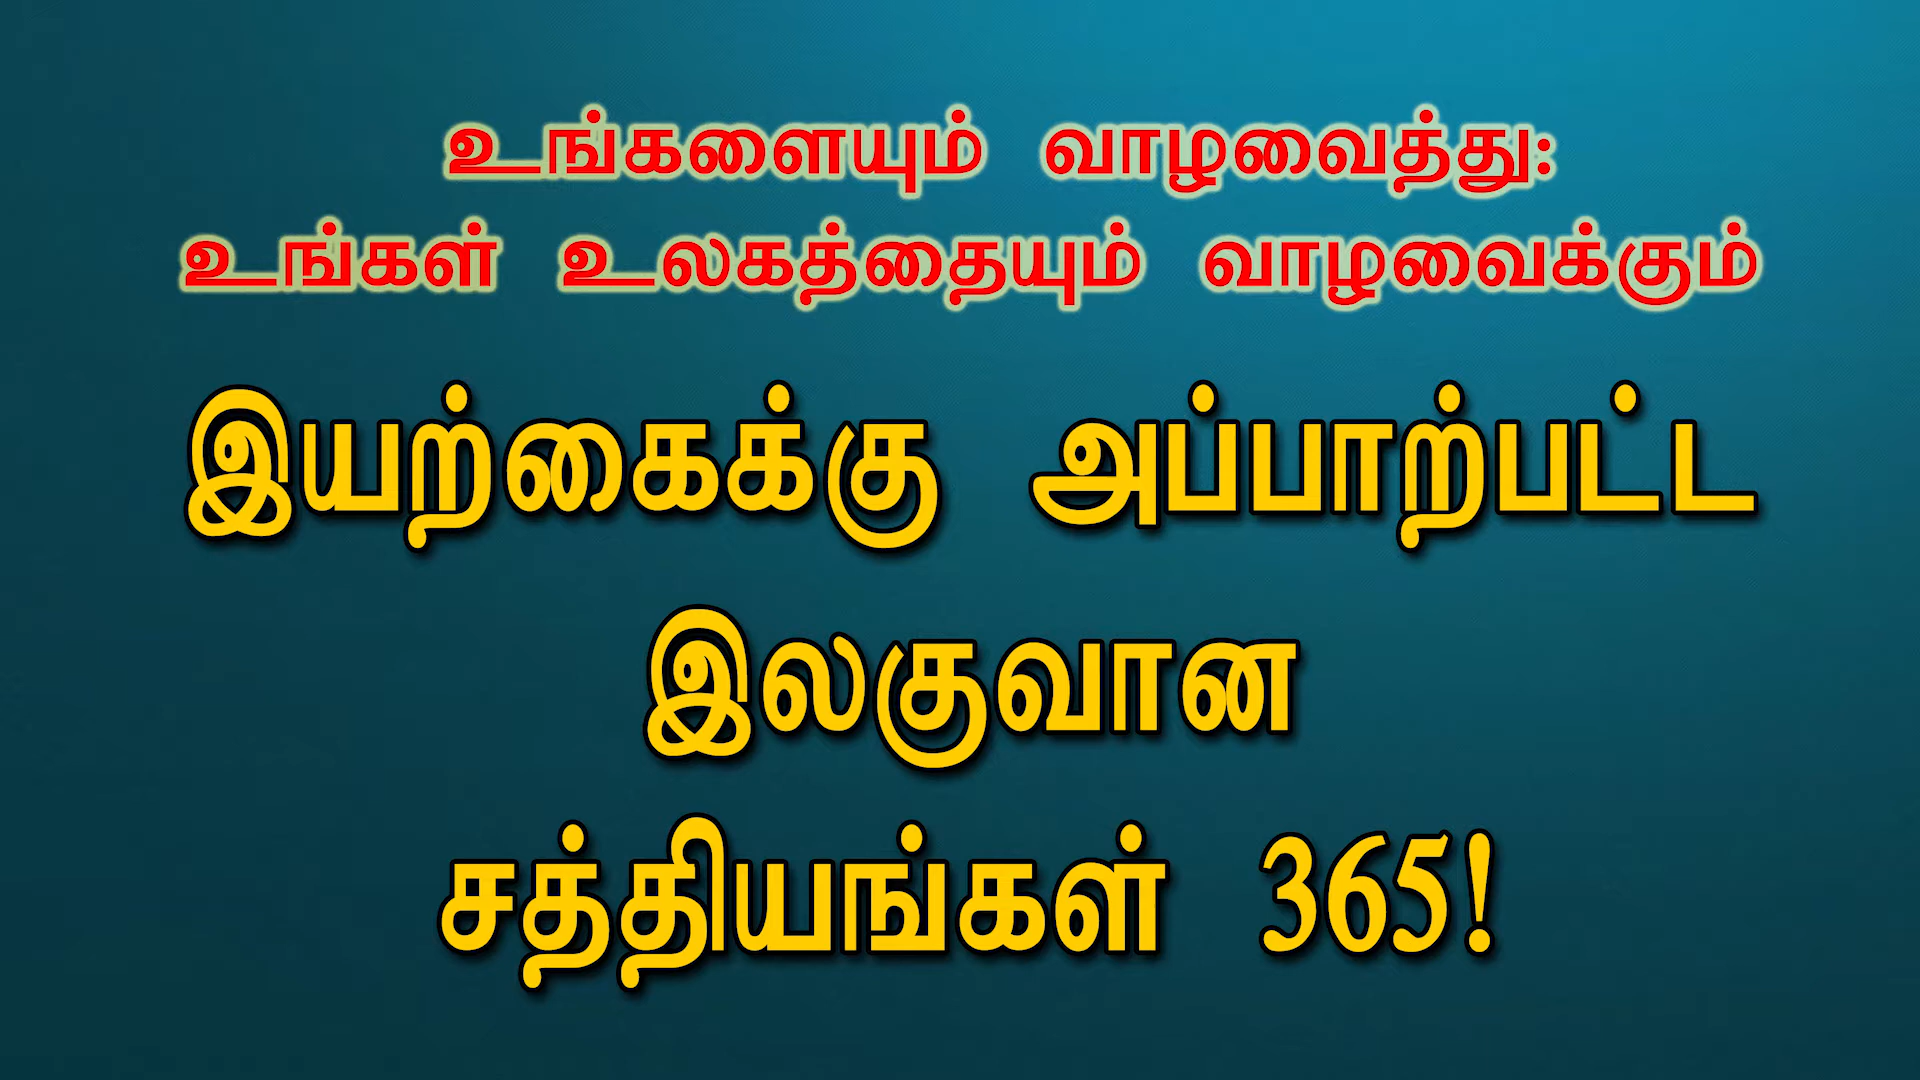 உங்களையும் வாழவைத்து:
உங்கள் உலகத்தையும் வாழவைக்கும்
இயற்கைக்கு அப்பாற்பட்ட
இலகுவான
சத்தியங்கள் 365!